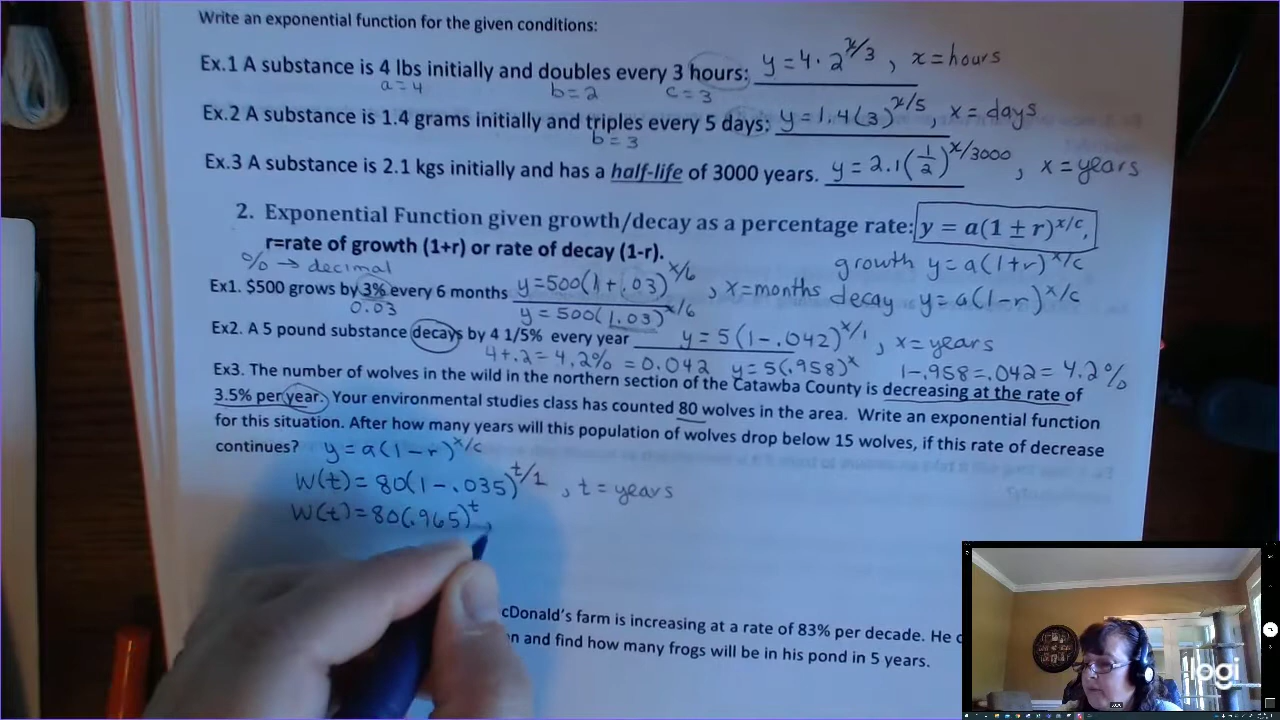 Write an exponential function for the given conditions:
Ex.1 A substance is 4 lbs initially and doubles every 3 hours: y = 4 · 2^(x/3), x = hours
a = 4 b = 2 c = 3
Ex.2 A substance is 1.4 grams initially and triples every 5 days: y = 1.4(3)^(x/5), x = days
b = 3
Ex.3 A substance is 2.1 kgs initially and has a half-life of 3000 years. y = 2.1(1/2)^(x/3000), x = years
2. Exponential Function given growth/decay as a percentage rate: y = a(1 ± r)^(x/c).
r=rate of growth (1+r) or rate of decay (1-r).
% → decimal growth y = a(1+r)^(x/c)
Ex1. $500 grows by 3% every 6 months y=500(1+.03)^(x/6), x=months decay y = a(1-r)^(x/c)
0.03 y = 500(1.03)^(x/6)
Ex2. A 5 pound substance decays by 4 1/5% every year y = 5(1-.042)^(x/1), x = years
4+.2 = 4.2% = 0.042 y = 5(.958)^x 1-.958=.042= 4.2%
Ex3. The number of wolves in the wild in the northern section of the Catawba County is decreasing at the rate of
3.5% per year. Your environmental studies class has counted 80 wolves in the area. Write an exponential function
for this situation. After how many years will this population of wolves drop below 15 wolves, if this rate of decrease
continues? y = a(1-r)^(x/c)
W(t) = 80(1-.035)^(t/1), t = years
W(t) = 80(.965)^t,
cDonald's farm is increasing at a rate of 83% per decade. He
and find how many frogs will be in his pond in 5 years.
logi